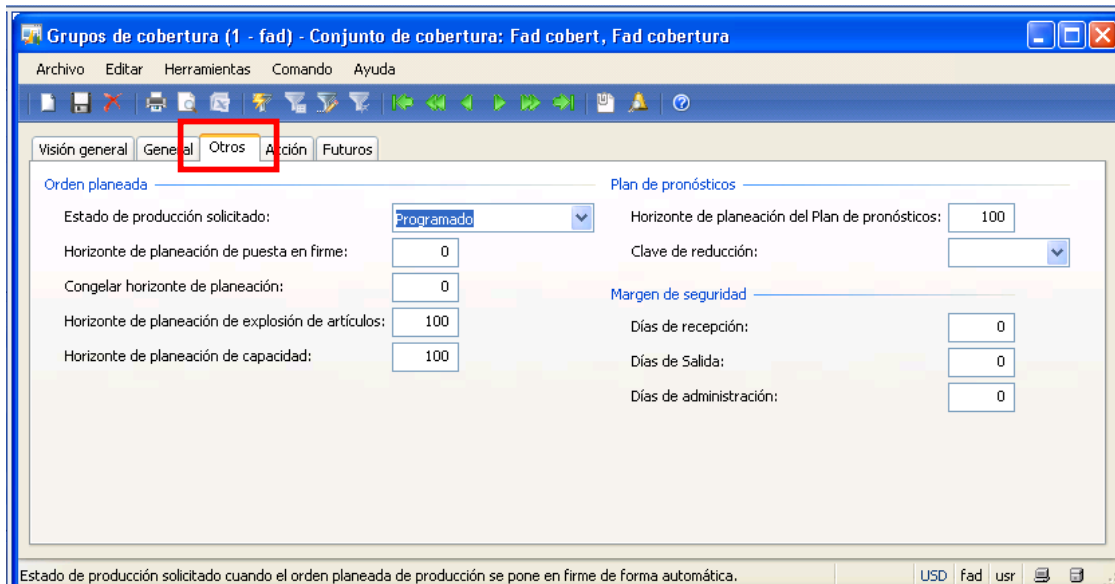 Grupos de cobertura (1 - fad) - Conjunto de cobertura: Fad cobert, Fad cobertura
Archivo Editar Herramientas Comando Ayuda
Visión general General Otros Acción Futuros
Orden planeada
Estado de producción solicitado: Programado
Horizonte de planeación de puesta en firme: 0
Congelar horizonte de planeación: 0
Horizonte de planeación de explosión de artículos: 100
Horizonte de planeación de capacidad: 100
Plan de pronósticos
Horizonte de planeación del Plan de pronósticos: 100
Clave de reducción:
Margen de seguridad
Días de recepción: 0
Días de Salida: 0
Días de administración: 0
Estado de producción solicitado cuando el orden planeada de producción se pone en firme de forma automática. USD fad usr